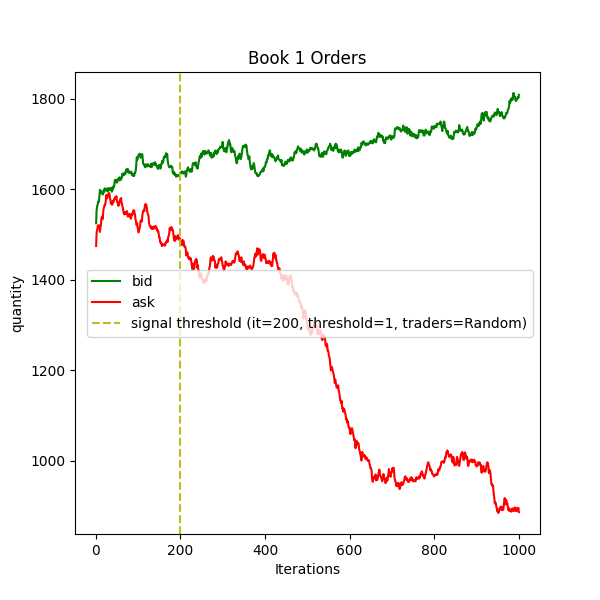 Book 1 Orders
1800
1600
1400
1200
1000
quantity
bid
ask
signal threshold (it=200, threshold=1, traders=Random)
0 200 400 600 800 1000
Iterations